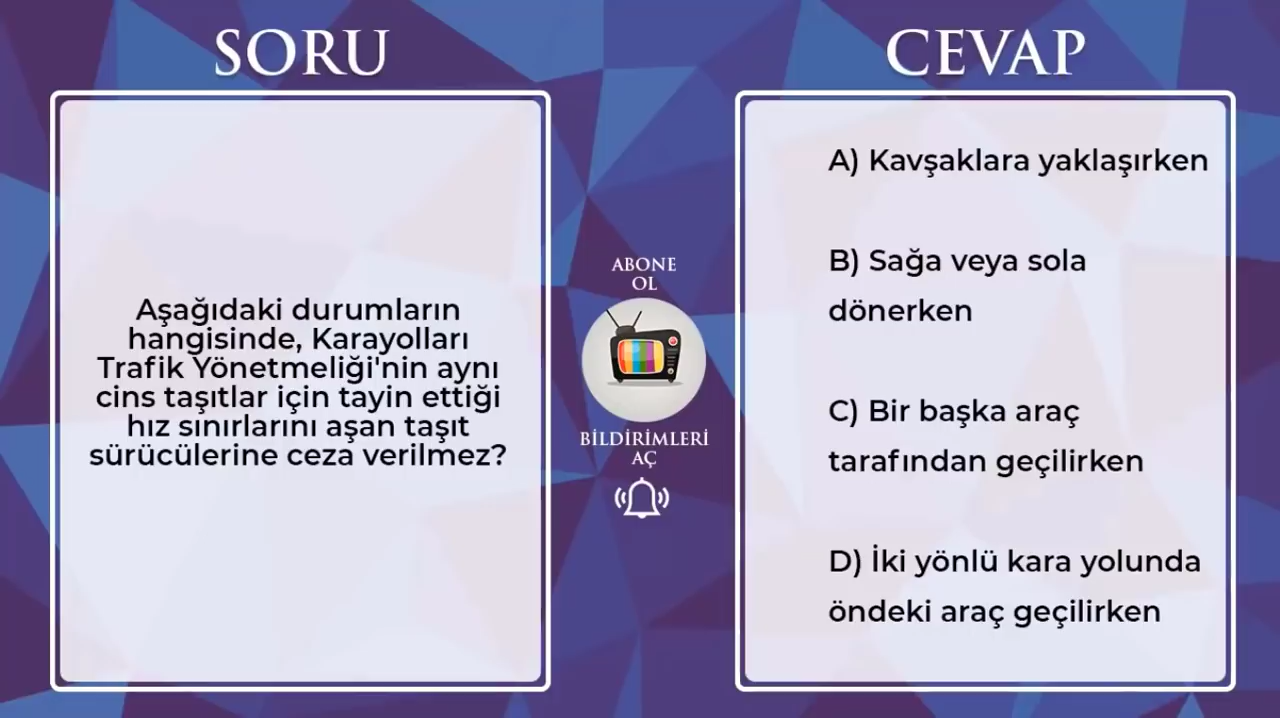 SORU
Aşağıdaki durumların
hangisinde, Karayolları
Trafik Yönetmeliği'nin aynı
cins taşıtlar için tayin ettiği
hız sınırlarını aşan taşıt
sürücülerine ceza verilmez?
ABONE
OL
BİLDİRİMLERİ
AÇ
CEVAP
A) Kavşaklara yaklaşırken
B) Sağa veya sola
dönerken
C) Bir başka araç
tarafından geçilirken
D) İki yönlü kara yolunda
öndeki araç geçilirken